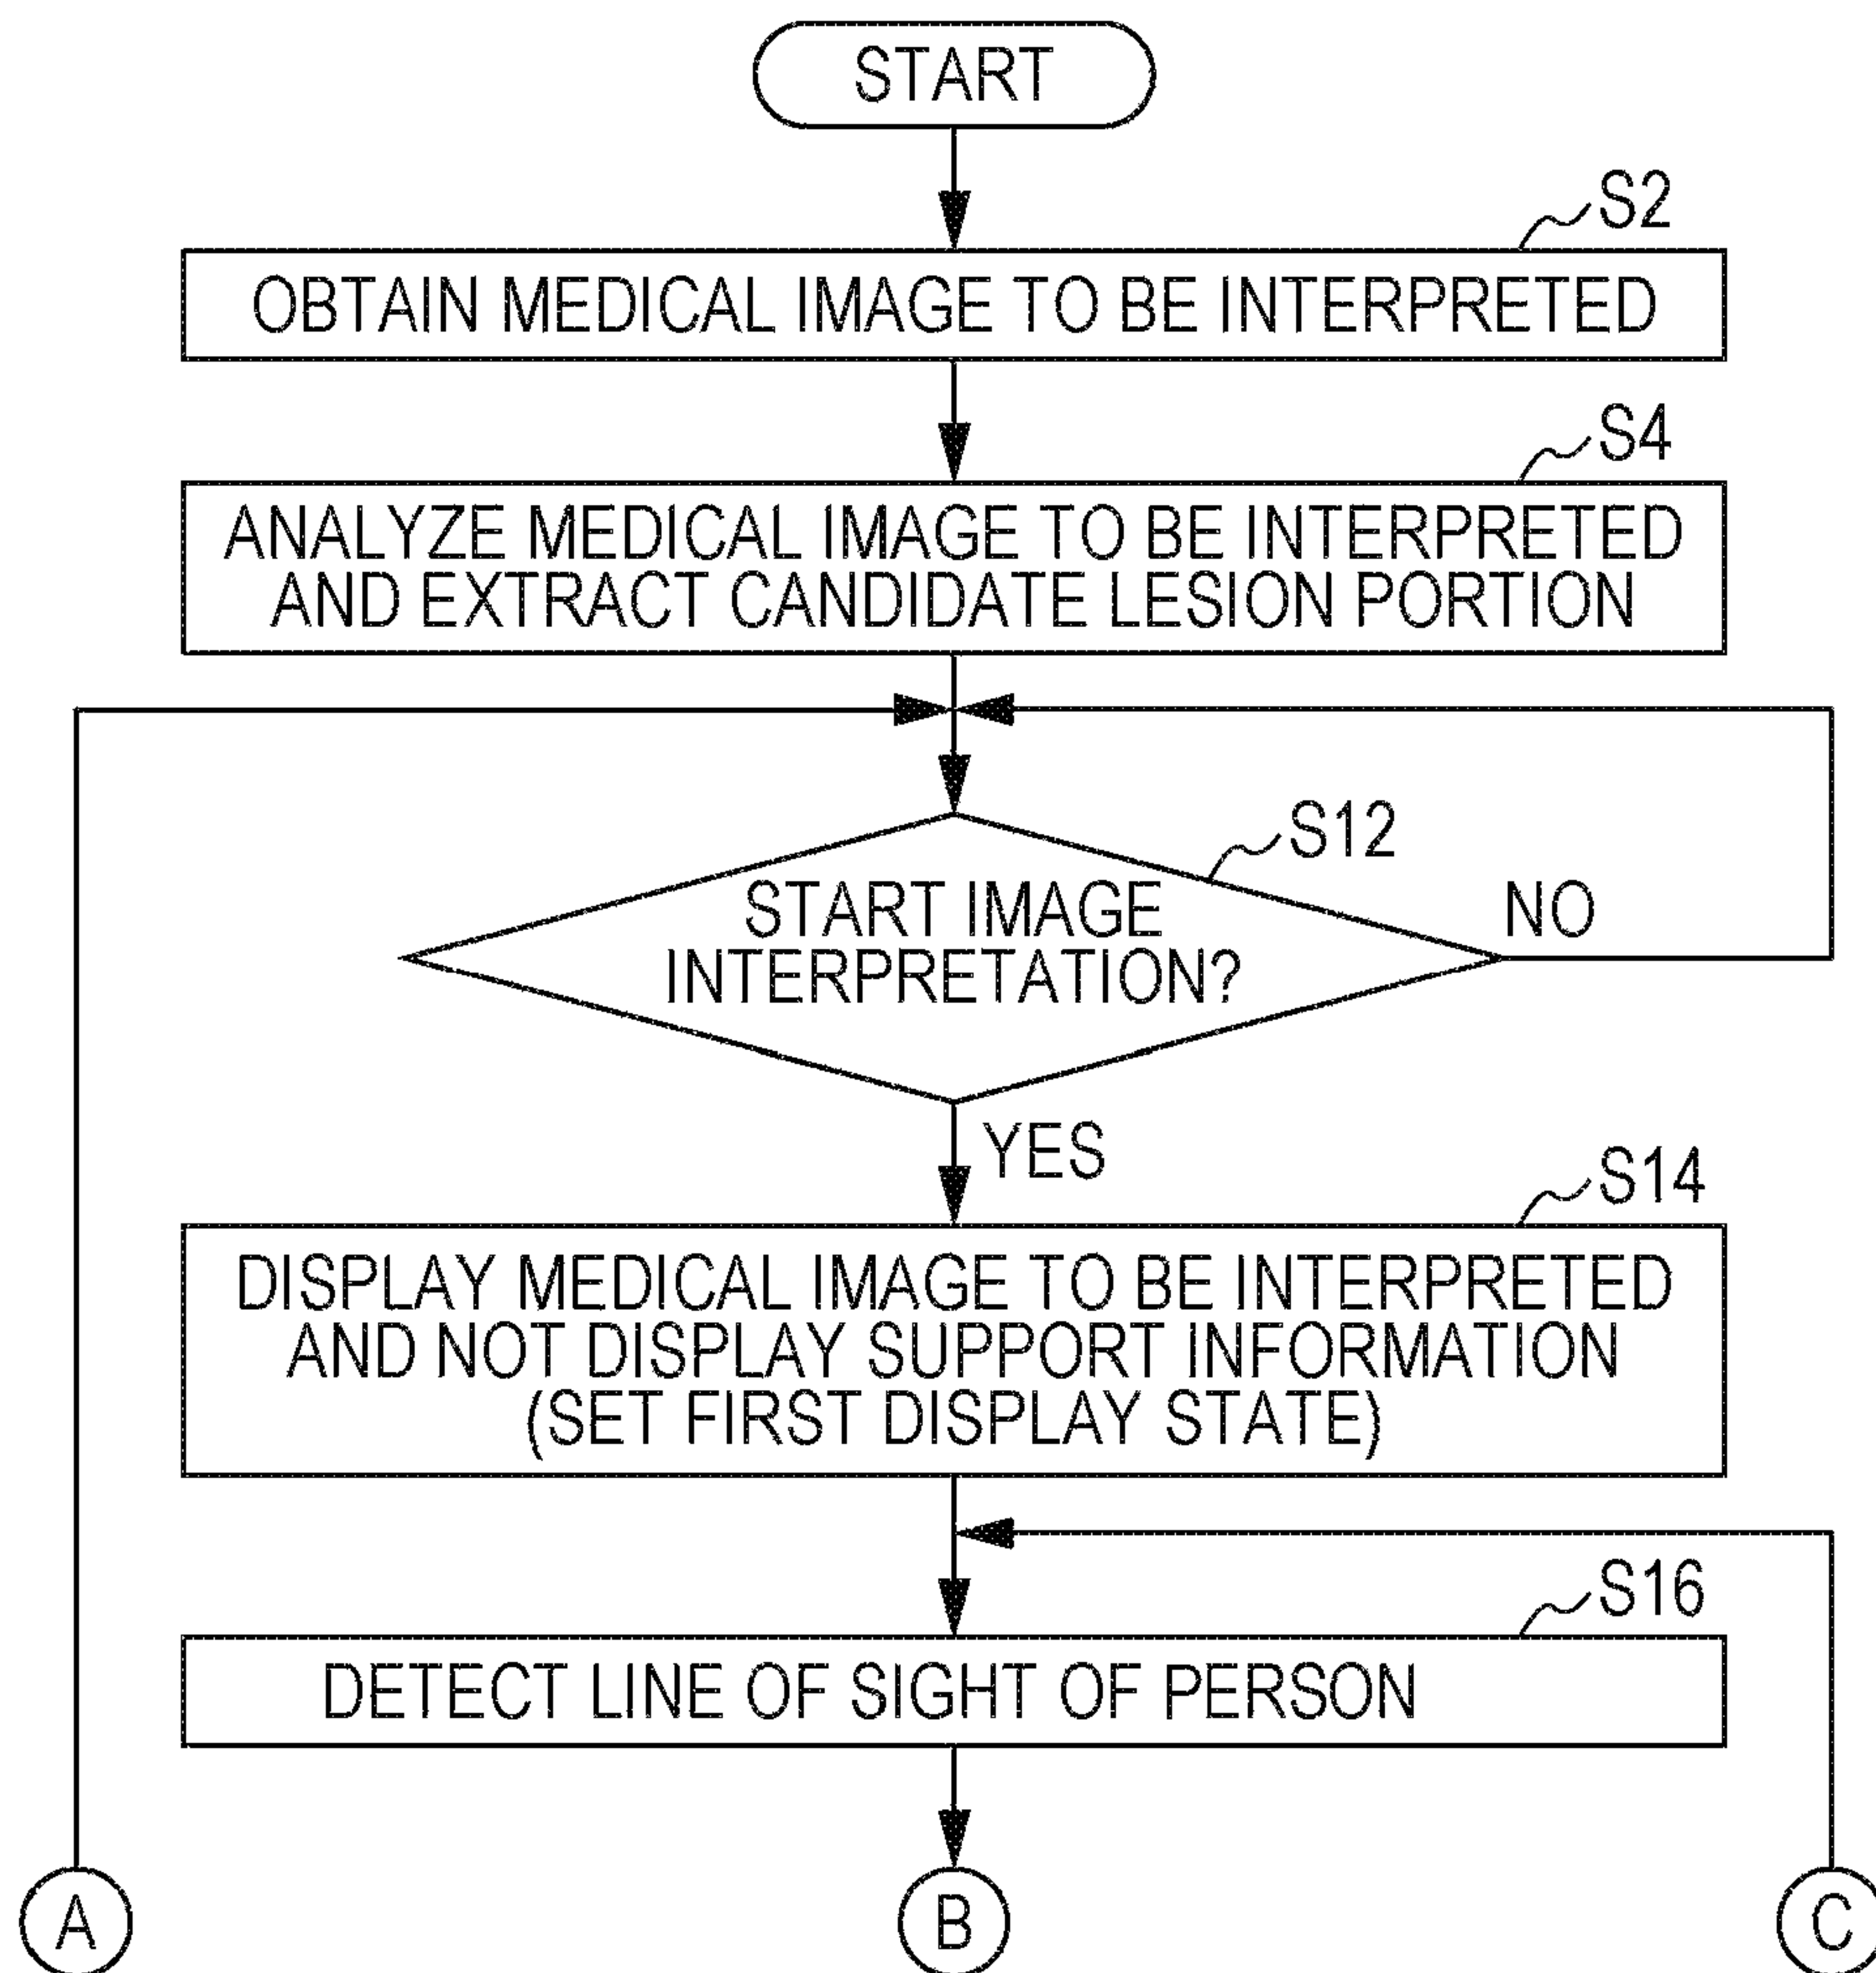 START
S2
OBTAIN MEDICAL IMAGE TO BE INTERPRETED
S4
ANALYZE MEDICAL IMAGE TO BE INTERPRETED
AND EXTRACT CANDIDATE LESION PORTION
S12
START IMAGE
INTERPRETATION?
NO
YES
S14
DISPLAY MEDICAL IMAGE TO BE INTERPRETED
AND NOT DISPLAY SUPPORT INFORMATION
(SET FIRST DISPLAY STATE)
S16
DETECT LINE OF SIGHT OF PERSON
A
B
C